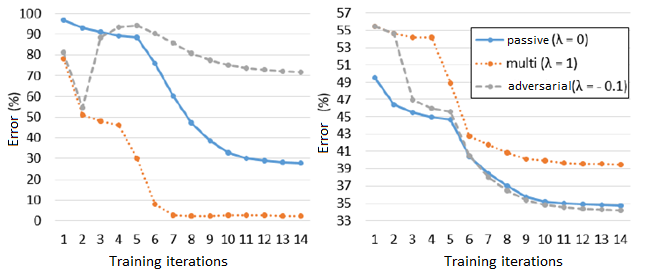 100
90
80
70
60
50
40
30
20
10
0
Error (%)
1 2 3 4 5 6 7 8 9 10 11 12 13 14
Training iterations
57
55
53
51
49
47
45
43
41
39
37
35
33
Error (%)
passive (λ = 0)
multi (λ = 1)
adversarial(λ = - 0.1)
1 2 3 4 5 6 7 8 9 10 11 12 13 14
Training iterations